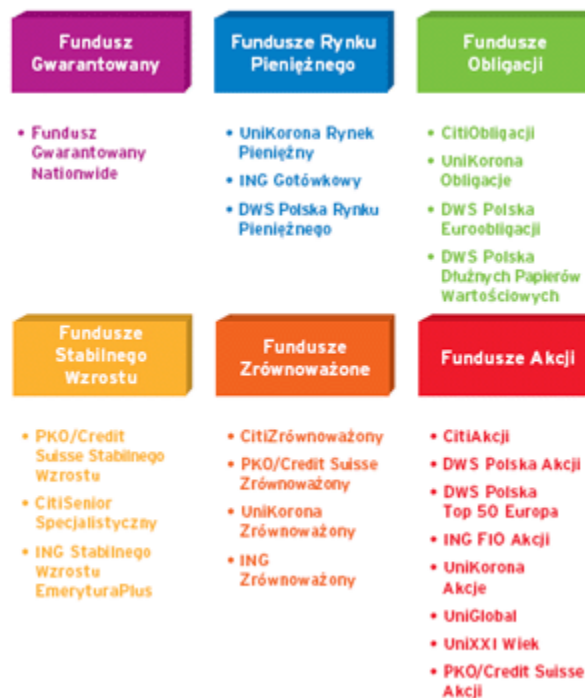 Fundusz
Gwarantowany
• Fundusz
Gwarantowany
Nationwide
Fundusze Rynku
Pieniężnego
• UniKorona Rynek
Pieniężny
• ING Gotówkowy
• DWS Polska Rynku
Pieniężnego
Fundusze
Obligacji
• CitiObligacji
• UniKorona
Obligacje
• DWS Polska
Euroobligacji
• DWS Polska
Dłużnych Papierów
Wartościowych
Fundusze
Stabilnego
Wzrostu
• PKO/Credit
Suisse Stabilnego
Wzrostu
• CitiSenior
Specjalistyczny
• ING Stabilnego
Wzrostu
EmeryturaPlus
Fundusze
Zrównoważone
• CitiZrównoważony
• PKO/Credit Suisse
Zrównoważony
• UniKorona
Zrównoważony
• ING
Zrównoważony
Fundusze Akcji
• CitiAkcji
• DWS Polska Akcji
• DWS Polska
Top 50 Europa
• ING FIO Akcji
• UniKorona
Akcje
• UniGlobal
• UniXXI Wiek
• PKO/Credit Suisse
Akcji